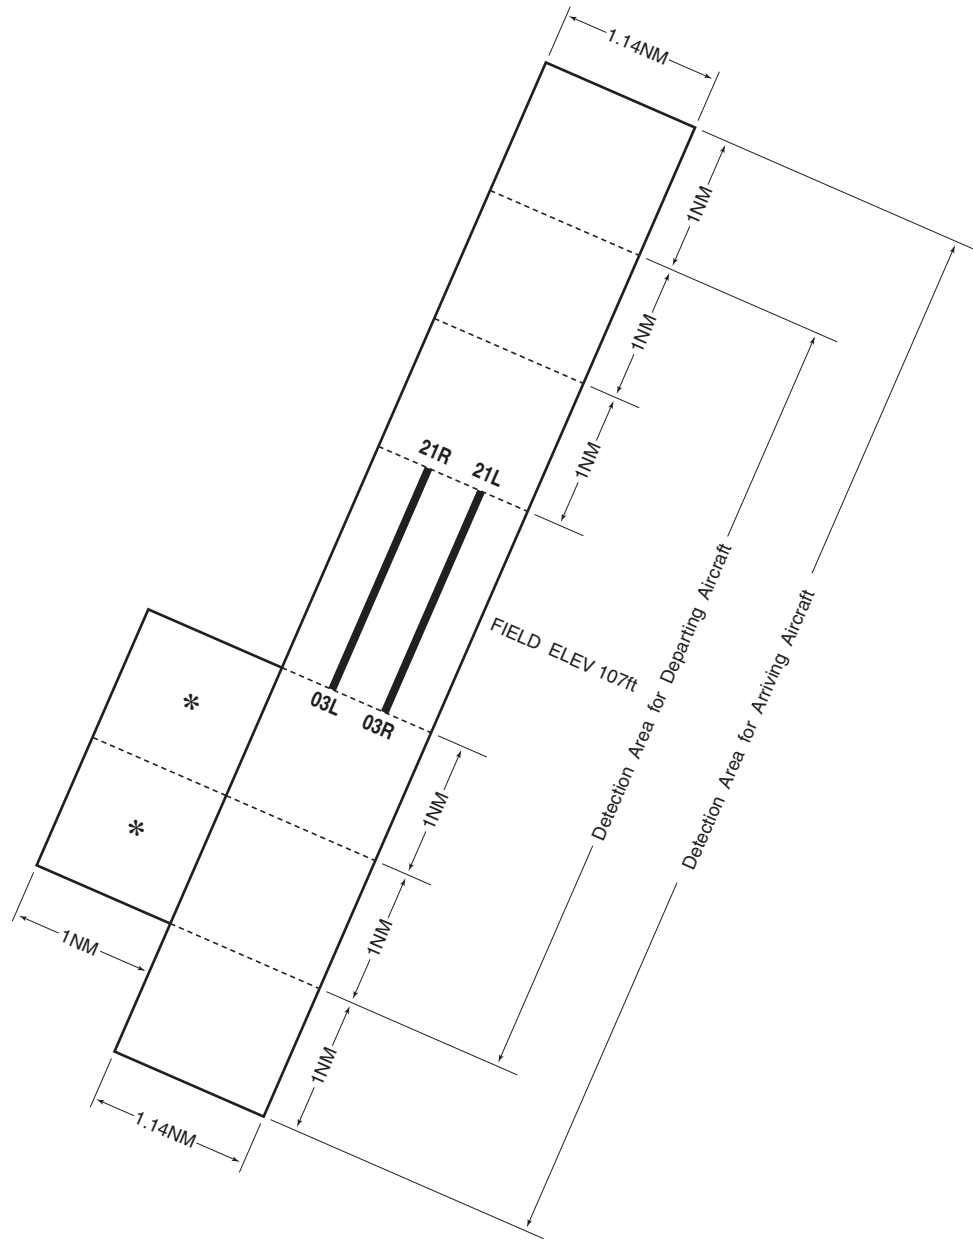 1.14NM
1NM
1NM
1NM
21R
21L
FIELD ELEV 107ft
Detection Area for Departing Aircraft
Detection Area for Arriving Aircraft
*
03L
03R
1NM
*
1NM
1NM
1NM
1.14NM